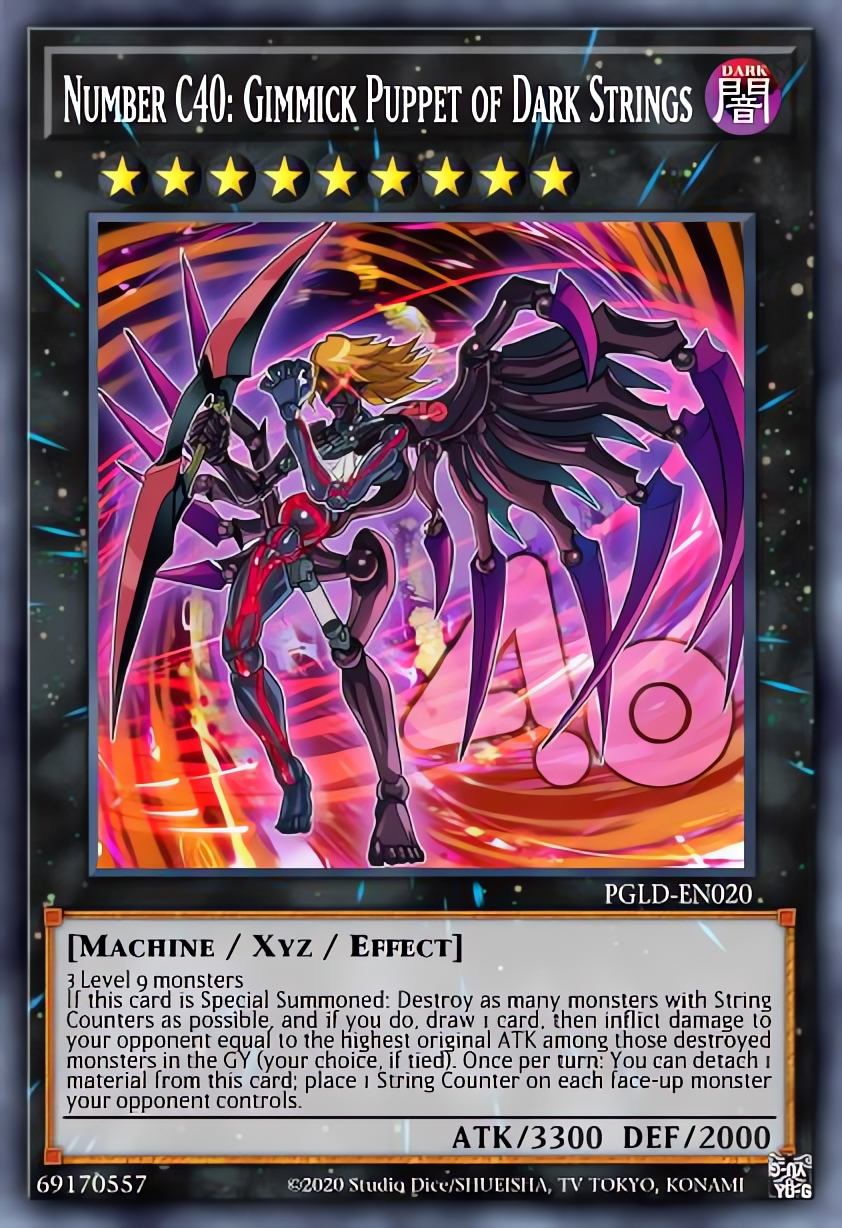 NUMBER C40: GIMMICK PUPPET OF DARK STRINGS
DARK
闇
40
PGLD-EN020
[MACHINE / XYZ / EFFECT]
3 Level 9 monsters
If this card is Special Summoned: Destroy as many monsters with String
Counters as possible, and if you do, draw 1 card, then inflict damage to
your opponent equal to the highest original ATK among those destroyed
monsters in the GY (your choice, if tied). Once per turn: You can detach 1
material from this card; place 1 String Counter on each face-up monster
your opponent controls.
ATK/3300 DEF/2000
69170557
©2020 Studio Dice/SHUEISHA, TV TOKYO, KONAMI